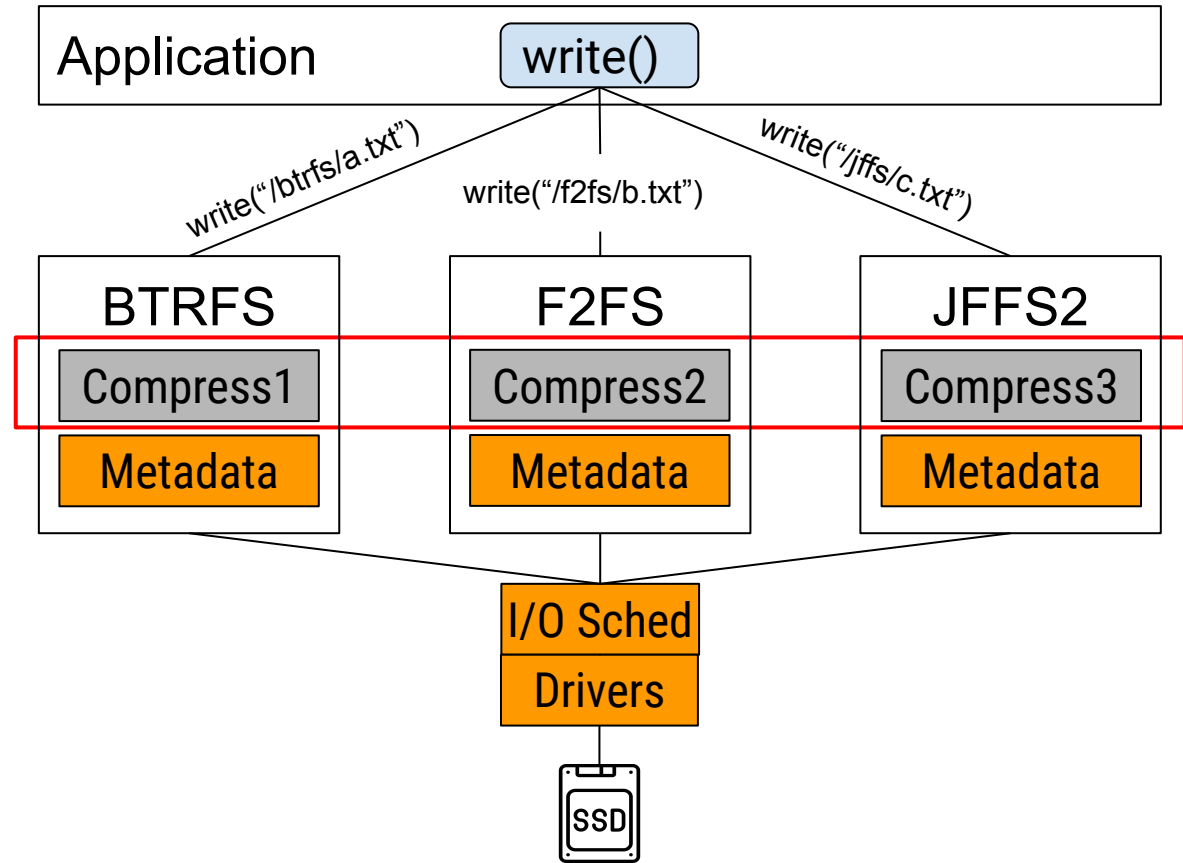 Application
write()
write(“/btrfs/a.txt”)
write(“/f2fs/b.txt”)
write(“/jffs/c.txt”)
BTRFS
F2FS
JFFS2
Compress1
Compress2
Compress3
Metadata
Metadata
Metadata
I/O Sched
Drivers
SSD